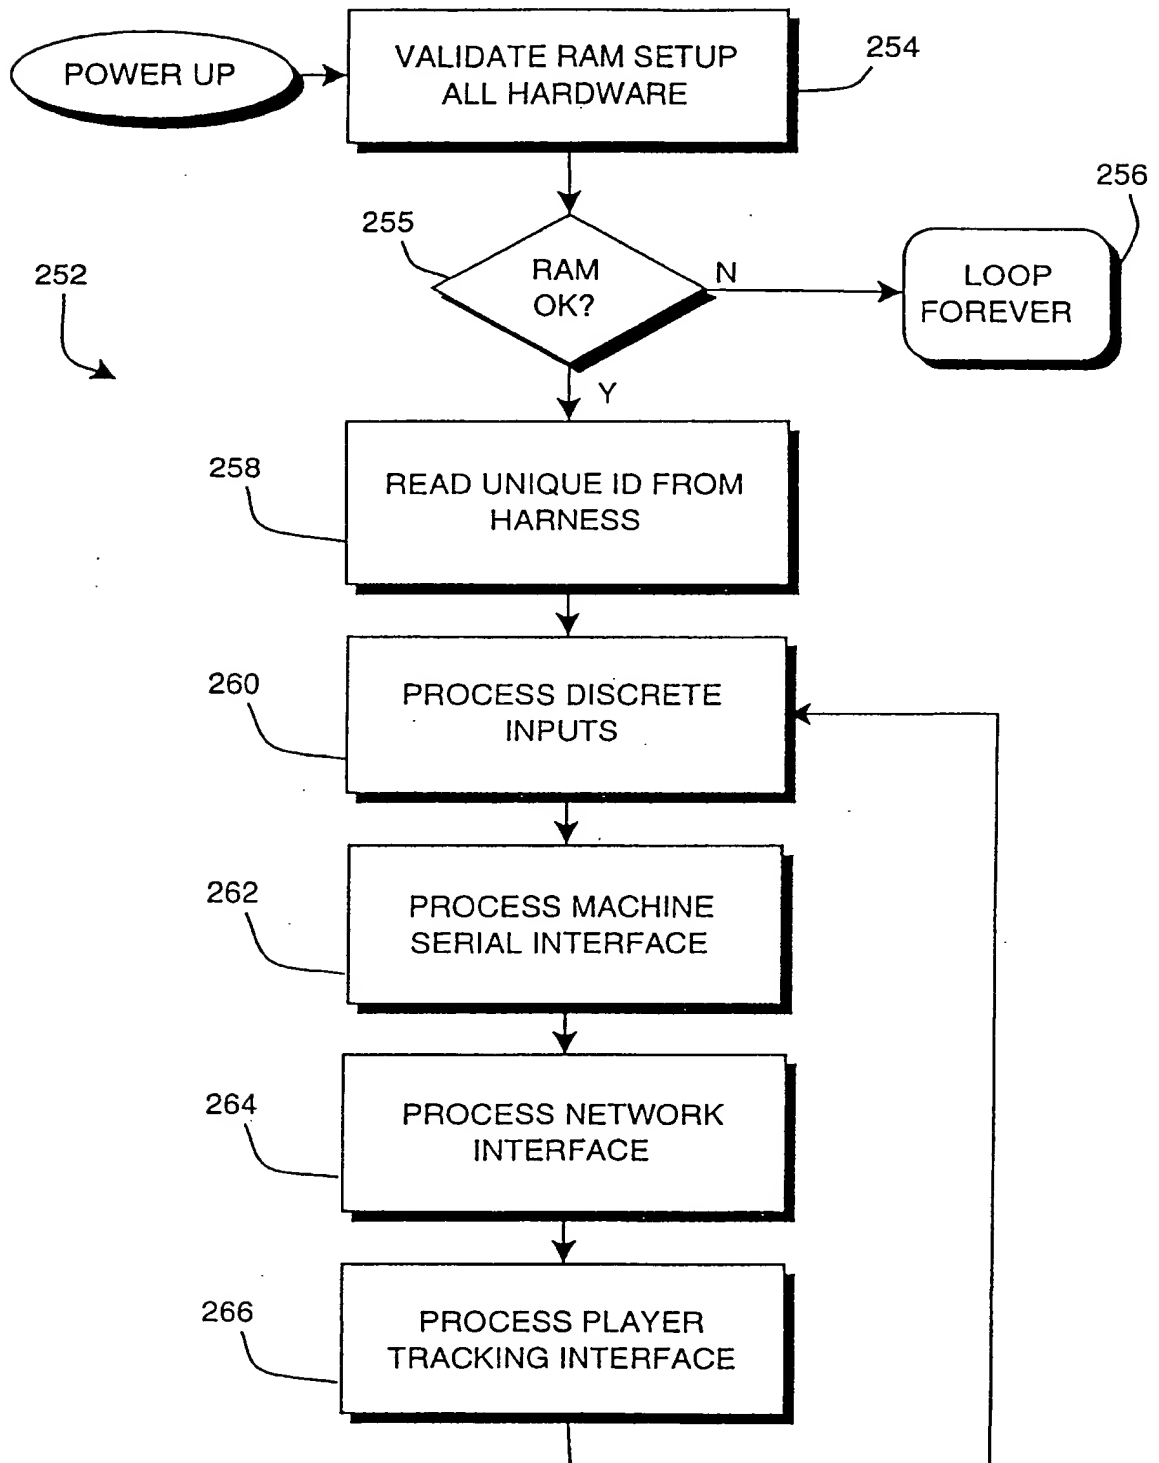 POWER UP
VALIDATE RAM SETUP
ALL HARDWARE
254
255
RAM
OK?
N
256
LOOP
FOREVER
252
Y
258
READ UNIQUE ID FROM
HARNESS
260
PROCESS DISCRETE
INPUTS
262
PROCESS MACHINE
SERIAL INTERFACE
264
PROCESS NETWORK
INTERFACE
266
PROCESS PLAYER
TRACKING INTERFACE